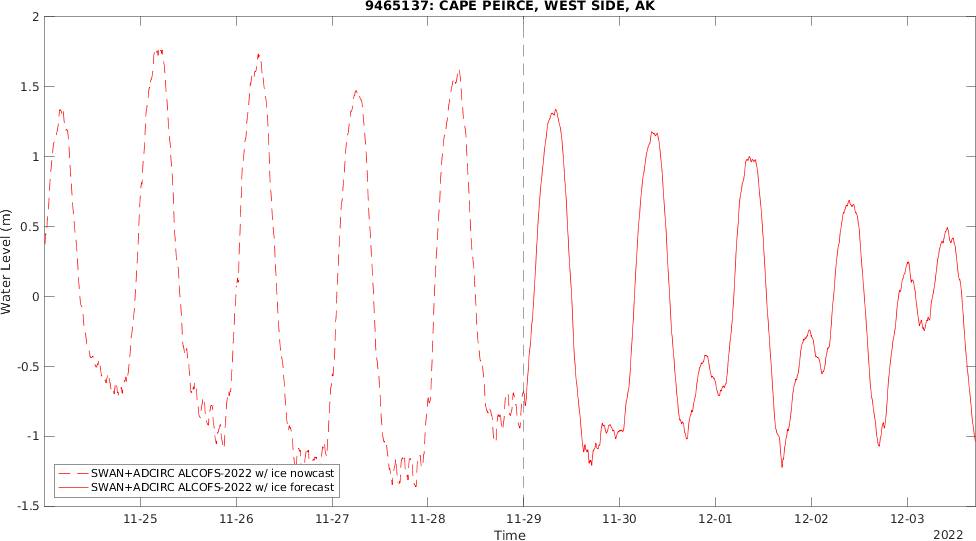 9465137: CAPE PEIRCE, WEST SIDE, AK
2
1.5
1
0.5
0
-0.5
-1
-1.5
Water Level (m)
SWAN+ADCIRC ALCOFS-2022 w/ ice nowcast
SWAN+ADCIRC ALCOFS-2022 w/ ice forecast
11-25 11-26 11-27 11-28 11-29 11-30 12-01 12-02 12-03
Time
2022